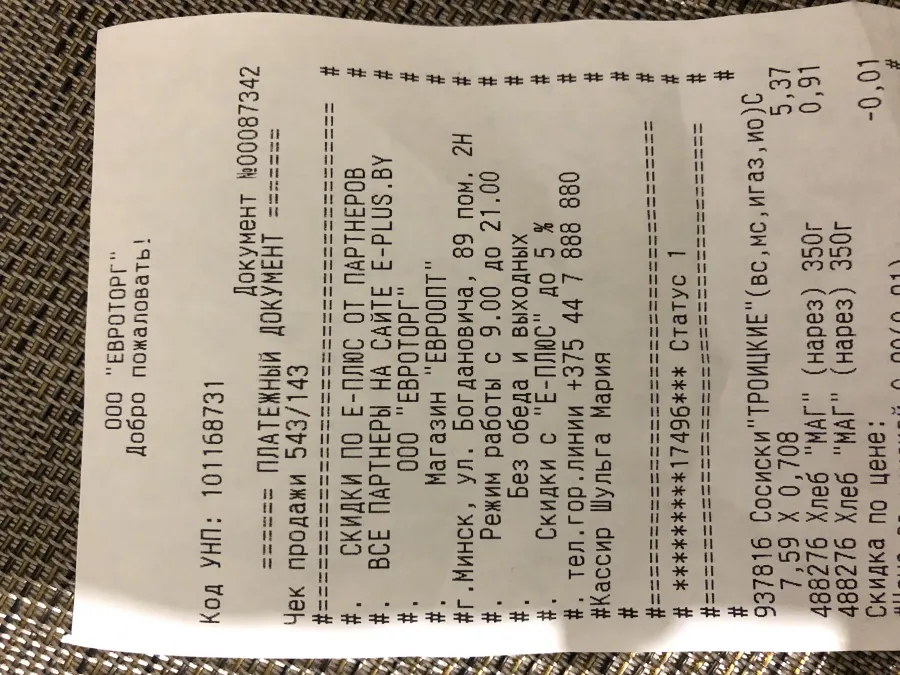 ООО "ЕВРОТОРГ"
Добро пожаловать!
Код УНП: 101168731
Документ №00087342
====== ПЛАТЕЖНЫЙ ДОКУМЕНТ =======
Чек продажи 543/143
#======================================#
#. СКИДКИ ПО Е-ПЛЮС ОТ ПАРТНЕРОВ #
#. ВСЕ ПАРТНЕРЫ НА САЙТЕ E-PLUS.BY #
#. ООО "ЕВРОТОРГ" #
#. Магазин "ЕВРООПТ" #
#г.Минск, ул. Богдановича, 89 пом. 2Н #
#. Режим работы с 9.00 до 21.00 #
#. Без обеда и выходных #
#. Скидки с "Е-ПЛЮС" до 5 % #
#. тел.гор.линии +375 44 7 888 880 #
#Кассир Шульга Мария #
# #
#======================================#
# *********17496*** Статус 1 #
#======================================#
# #
937816 Сосиски"ТРОИЦКИЕ"(вс,мс,игаз,ио)С
7,59 X 0,708 5,37
488276 Хлеб "МАГ" (нарез) 350г 0,91
488276 Хлеб "МАГ" (нарез) 350г
Скидка по цене: -0,01